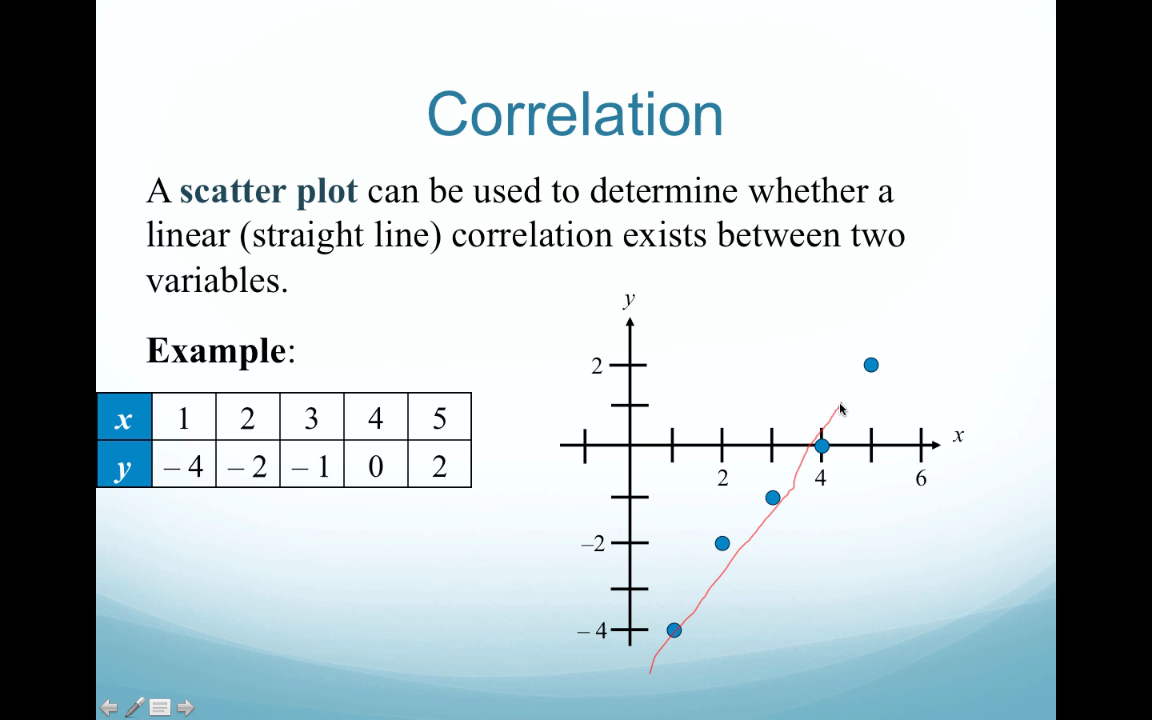 Correlation
A scatter plot can be used to determine whether a
linear (straight line) correlation exists between two
variables.
Example:
x 1 2 3 4 5
y – 4 – 2 – 1 0 2
y
2
x
2 4 6
–2
– 4